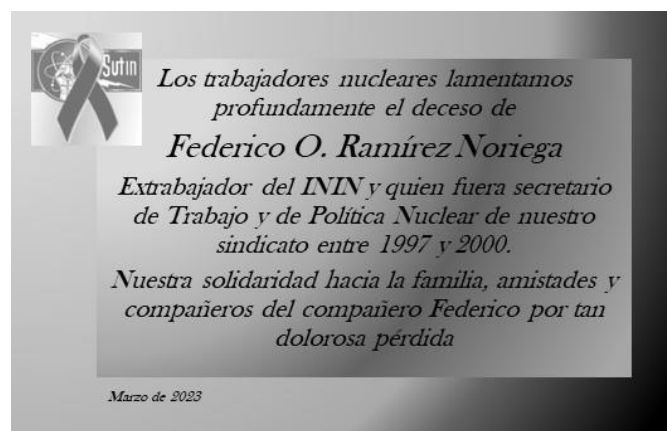 Sutin
Los trabajadores nucleares lamentamos
profundamente el deceso de
Federico O. Ramírez Noriega
Extrabajador del ININ y quien fuera secretario
de Trabajo y de Política Nuclear de nuestro
sindicato entre 1997 y 2000.
Nuestra solidaridad hacia la familia, amistades y
compañeros del compañero Federico por tan
dolorosa pérdida
Marzo de 2023